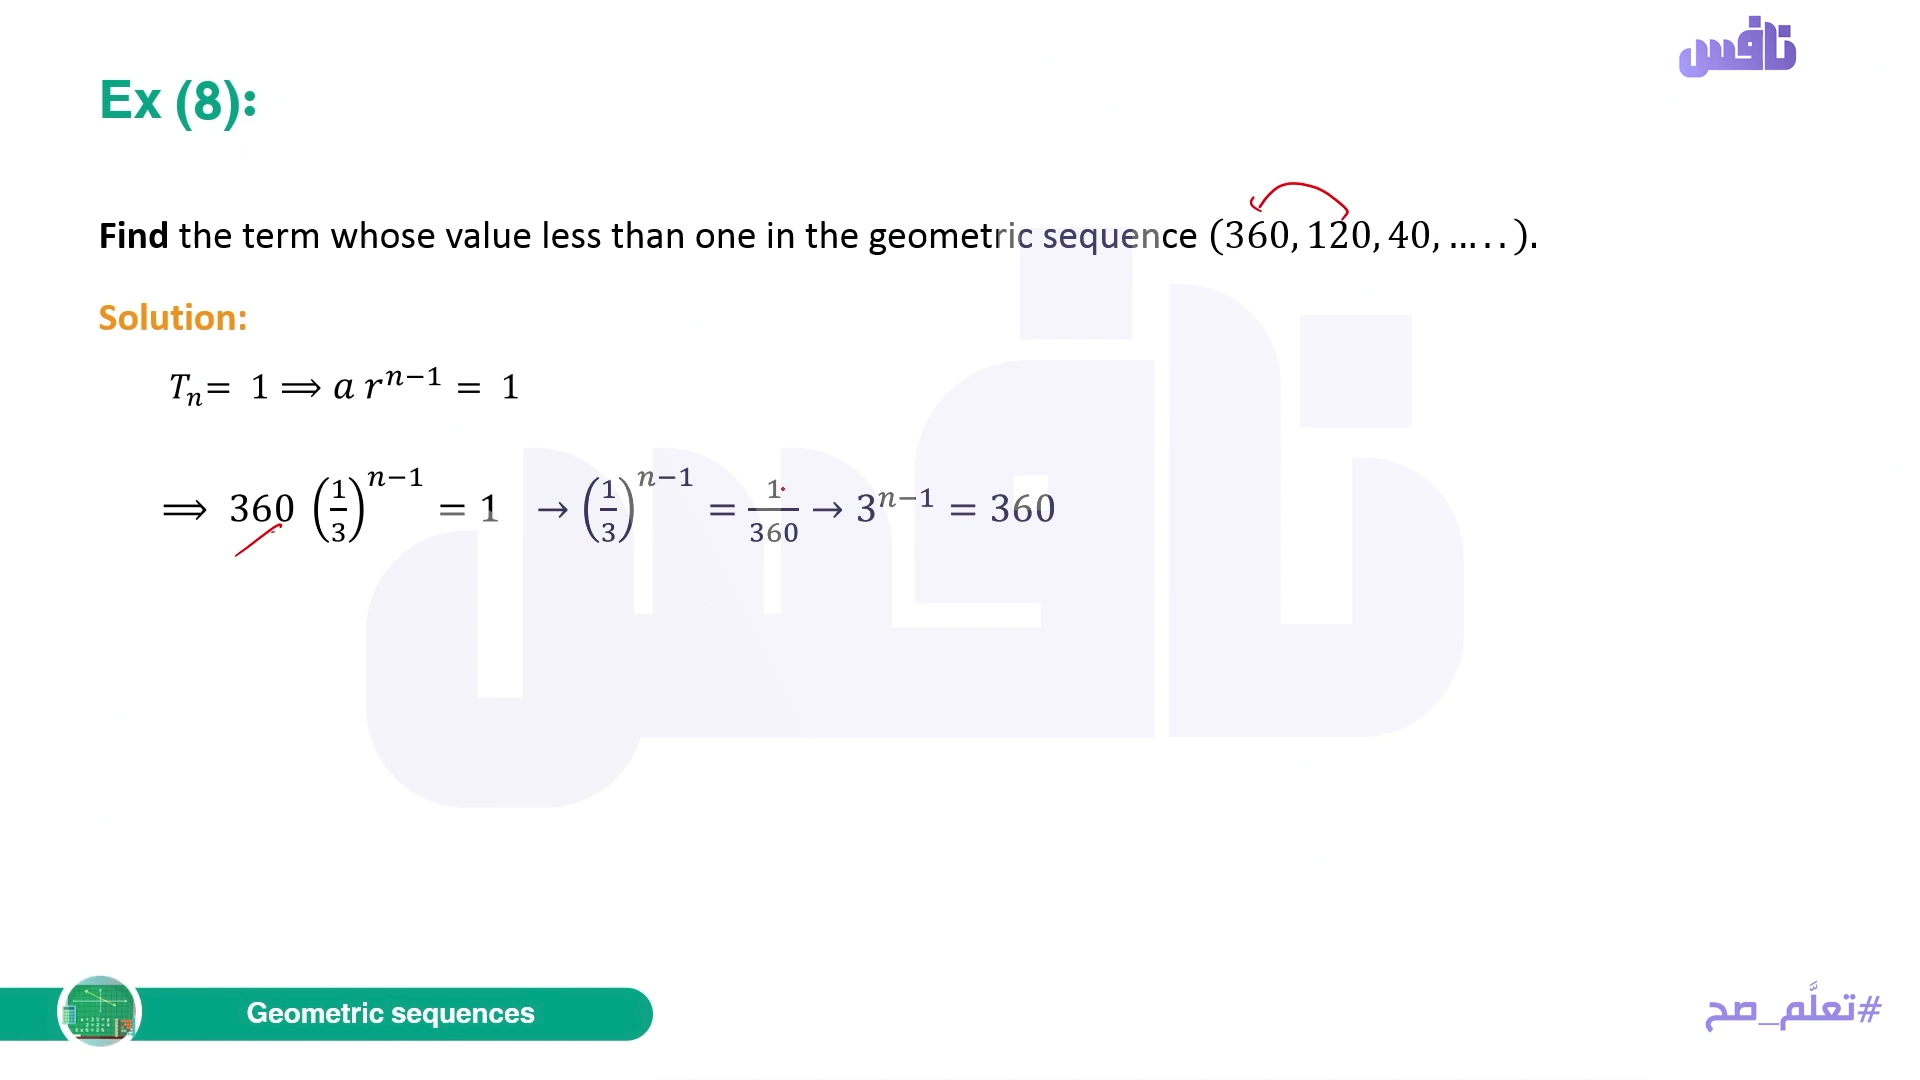 نافس
Ex (8):
Find the term whose value less than one in the geometric sequence (360, 120, 40, ….. ).
Solution:
Tₙ = 1 ⟹ a rⁿ⁻¹ = 1
⟹ 360 (1/3)ⁿ⁻¹ = 1 → (1/3)ⁿ⁻¹ = 1/360 → 3ⁿ⁻¹ = 360
Geometric sequences
#تعلَّم_صح